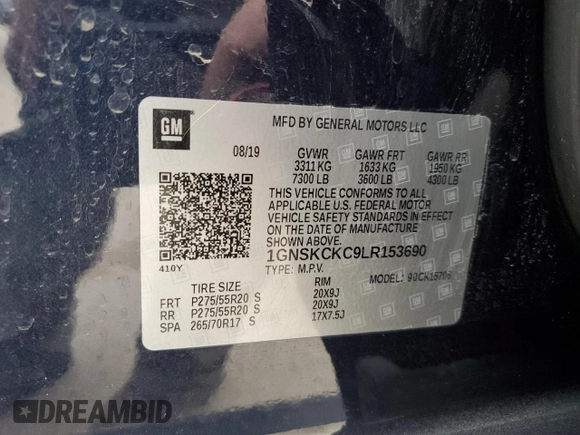 GM
MFD BY GENERAL MOTORS LLC
08/19 GVWR GAWR FRT GAWR RR
3311 KG 1633 KG 1950 KG
7300 LB 3600 LB 4300 LB
THIS VEHICLE CONFORMS TO ALL
APPLICABLE U.S. FEDERAL MOTOR
VEHICLE SAFETY STANDARDS IN EFFECT
ON THE DATE OF MANUFACTURE
SHOWN ABOVE.
1GNSKCKC9LR153690
410Y TYPE: M.P.V. MODEL:
TIRE SIZE RIM
FRT P275/55R20 S 20X9J
RR P275/55R20 S 20X9J
SPA 265/70R17 S 17X7.5J
DREAMBID